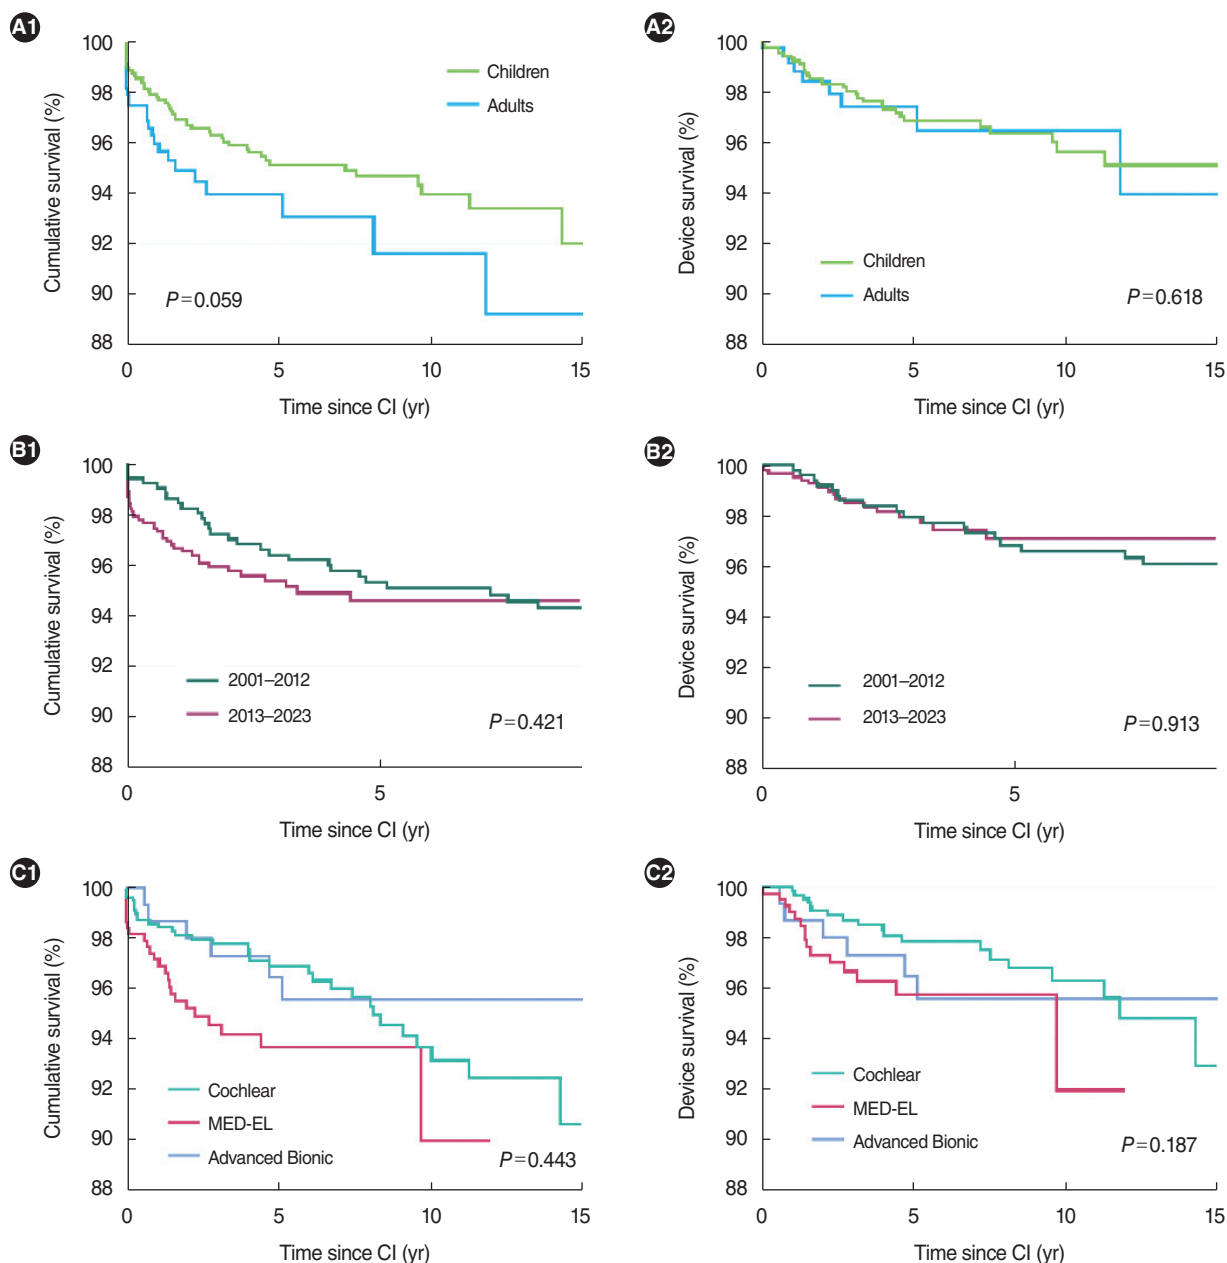 A1
100
98
96
94
92
90
88
Cumulative survival (%)
Children
Adults
P=0.059
0 5 10 15
Time since CI (yr)
A2
100
98
96
94
92
90
88
Device survival (%)
Children
Adults
P=0.618
0 5 10 15
Time since CI (yr)
B1
100
98
96
94
92
90
88
Cumulative survival (%)
2001–2012
2013–2023
P=0.421
0 5
Time since CI (yr)
B2
100
98
96
94
92
90
88
Device survival (%)
2001–2012
2013–2023
P=0.913
0 5
Time since CI (yr)
C1
100
98
96
94
92
90
88
Cumulative survival (%)
Cochlear
MED-EL
Advanced Bionic
P=0.443
0 5 10 15
Time since CI (yr)
C2
100
98
96
94
92
90
88
Device survival (%)
Cochlear
MED-EL
Advanced Bionic
P=0.187
0 5 10 15
Time since CI (yr)